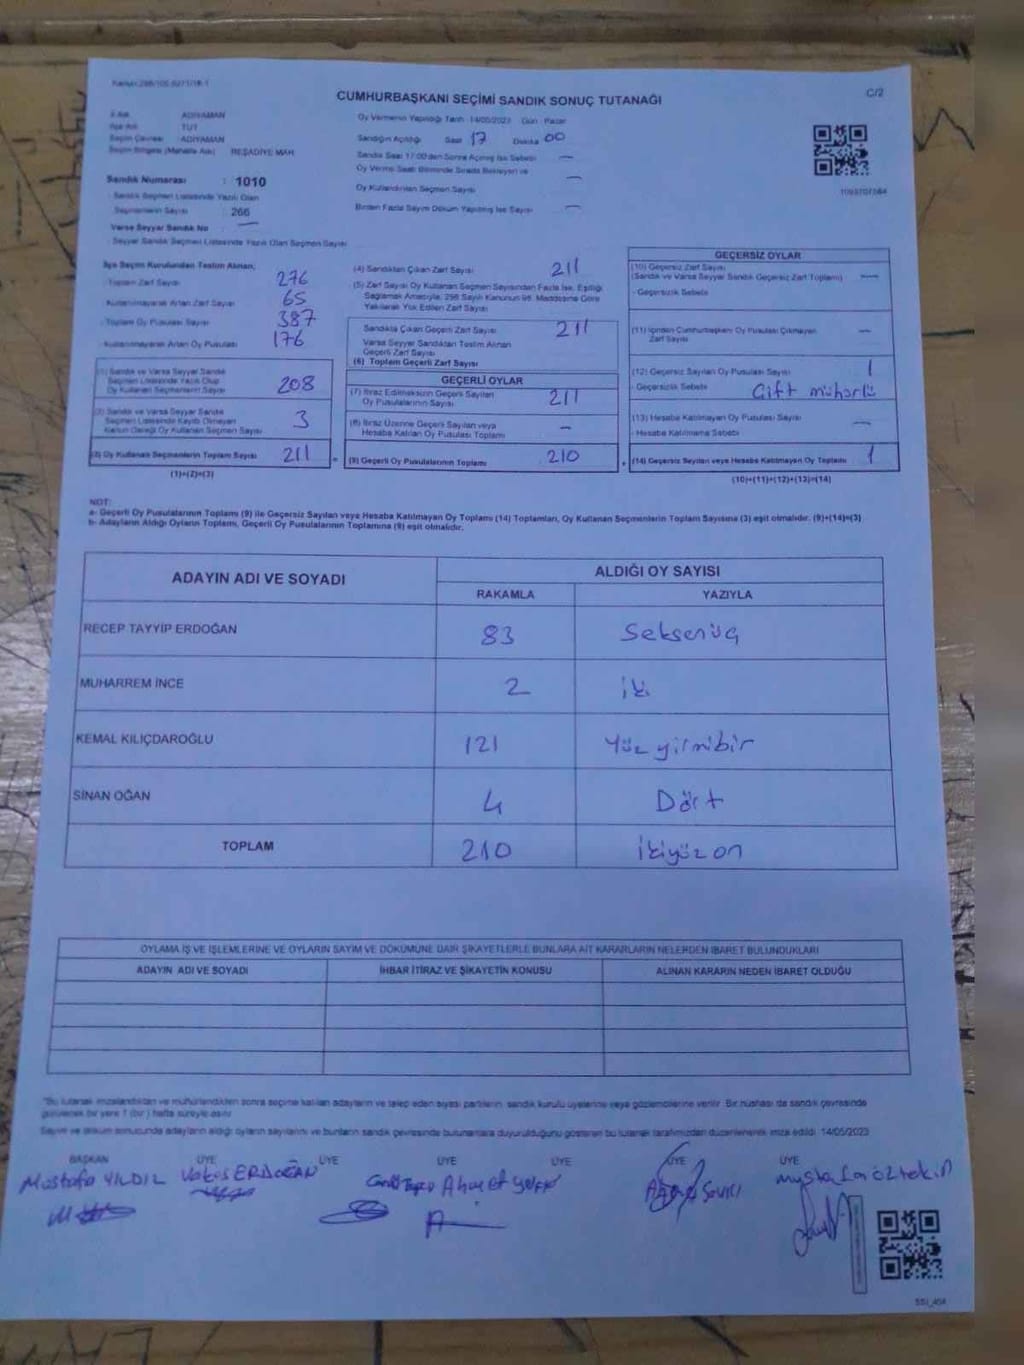 C/2
CUMHURBAŞKANI SEÇİMİ SANDIK SONUÇ TUTANAĞI
ADIYAMAN
TUT
ADIYAMAN
Seçim Bölgesi (Mahalle Adı) REŞADİYE MAH
Sandık Numarası : 1010
Sandık Seçmen Listesinde Yazılı Olan
Seçmenlerin Sayısı : 266
Varsa Seyyar Sandık No : —
Seyyar Sandık Seçmen Listesinde Yazılı Olan Seçmen Sayısı
Oy Vermenin Yapıldığı Tarih : 14/05/2023 Gün : Pazar
Sandığın Açıldığı Saat 17 Dakika 00
Sandık Saat 17:00'den Sonra Açılmış İse Sebebi —
Oy Verme Saati Bitiminde Sırada Bekleyen ve —
Oy Kullandırılan Seçmen Sayısı
Birden Fazla Sayım Döküm Yapılmış İse Sayısı —
İlçe Seçim Kurulundan Teslim Alınan;
Toplam Zarf Sayısı 276
Kullanılmayarak Artan Zarf Sayısı 65
Toplam Oy Pusulası Sayısı 387
Kullanılmayarak Artan Oy Pusulası 176
(1) Sandık ve Varsa Seyyar Sandık
Seçmen Listesinde Yazılı Olup
Oy Kullanan Seçmenlerin Sayısı 208
(2) Sandık ve Varsa Seyyar Sandık
Seçmen Listesinde Kayıtlı Olmayan
Kanun Gereği Oy Kullanan Seçmen Sayısı 3
(3) Oy Kullanan Seçmenlerin Toplam Sayısı 211
(1)+(2)=(3)
(4) Sandıktan Çıkan Zarf Sayısı 211
(5) Zarf Sayısı Oy Kullanan Seçmen Sayısından Fazla İse, Eşitliği
Sağlamak Amacıyla, 298 Sayılı Kanunun 98. Maddesine Göre
Yakılarak Yok Edilen Zarf Sayısı
Sandıkta Çıkan Geçerli Zarf Sayısı 211
Varsa Seyyar Sandıktan Teslim Alınan
Geçerli Zarf Sayısı
(6) Toplam Geçerli Zarf Sayısı
GEÇERLİ OYLAR
(7) İtiraz Edilmeksizin Geçerli Sayılan
Oy Pusulalarının Sayısı 211
(8) İtiraz Üzerine Geçerli Sayılan veya
Hesaba Katılan Oy Pusulası Toplamı —
(9) Geçerli Oy Pusulalarının Toplamı 210
GEÇERSİZ OYLAR
(10) Geçersiz Zarf Sayısı
(Sandık ve Varsa Seyyar Sandık Geçersiz Zarf Toplamı) —
- Geçersizlik Sebebi
(11) İçinden Cumhurbaşkanı Oy Pusulası Çıkmayan
Zarf Sayısı —
(12) Geçersiz Sayılan Oy Pusulası Sayısı 1
- Geçersizlik Sebebi Çift mühürlü
(13) Hesaba Katılmayan Oy Pusulası Sayısı —
- Hesaba Katılmama Sebebi
(14) Geçersiz Sayılan veya Hesaba Katılmayan Oy Toplamı 1
(10)+(11)+(12)+(13)=(14)
NOT:
a- Geçerli Oy Pusulalarının Toplamı (9) ile Geçersiz Sayılan veya Hesaba Katılmayan Oy Toplamı (14) Toplamları, Oy Kullanan Seçmenlerin Toplam Sayısına (3) eşit olmalıdır. (9)+(14)=(3)
b- Adayların Aldığı Oyların Toplamı, Geçerli Oy Pusulalarının Toplamına (9) eşit olmalıdır.
ADAYIN ADI VE SOYADI
ALDIĞI OY SAYISI
RAKAMLA YAZIYLA
RECEP TAYYİP ERDOĞAN 83 Seksenüç
MUHARREM İNCE 2 iki
KEMAL KILIÇDAROĞLU 121 Yüz yirmibir
SİNAN OĞAN 4 Dört
TOPLAM 210 ikiyüz on
OYLAMA İŞ VE İŞLEMLERİNE VE OYLARIN SAYIM VE DÖKÜMÜNE DAİR ŞİKAYETLERLE BUNLARA AİT KARARLARIN NELERDEN İBARET BULUNDUKLARI
ADAYIN ADI VE SOYADI İHBAR İTİRAZ VE ŞİKAYETİN KONUSU ALINAN KARARIN NEDEN İBARET OLDUĞU
"Bu tutanak imzalandıktan ve mühürlendikten sonra seçime katılan adayların ve talep eden siyasi partilerin, sandık kurulu üyelerine veya gözlemcilerine verilir. Bir nüshası da sandık çevresinde
görülecek bir yere 1 (bir) hafta süreyle asılır
Sayım ve döküm sonucunda adayların aldığı oyların sayılarını ve bunların sandık çevresinde bulunanlara duyurulduğunu gösteren bu tutanak tarafımızdan düzenlenerek imza edildi. 14/05/2023
BAŞKAN ÜYE ÜYE ÜYE ÜYE ÜYE ÜYE
Mustafa YILDIZ ERDOĞAN Ahmet mustafa öztekin